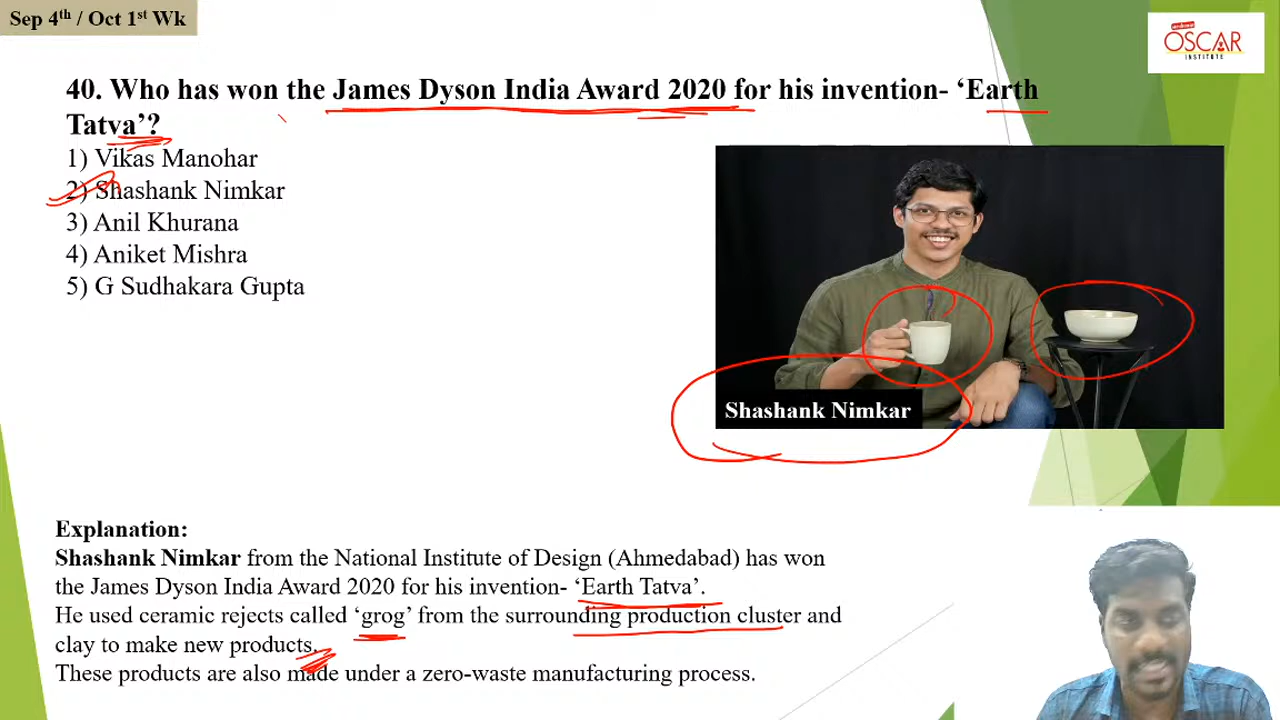 Sep 4th / Oct 1st Wk
OSCAR
INSTITUTE
40. Who has won the James Dyson India Award 2020 for his invention- ‘Earth
Tatva’?
1) Vikas Manohar
2) Shashank Nimkar
3) Anil Khurana
4) Aniket Mishra
5) G Sudhakara Gupta
Shashank Nimkar
Explanation:
Shashank Nimkar from the National Institute of Design (Ahmedabad) has won
the James Dyson India Award 2020 for his invention- ‘Earth Tatva’.
He used ceramic rejects called ‘grog’ from the surrounding production cluster and
clay to make new products.
These products are also made under a zero-waste manufacturing process.